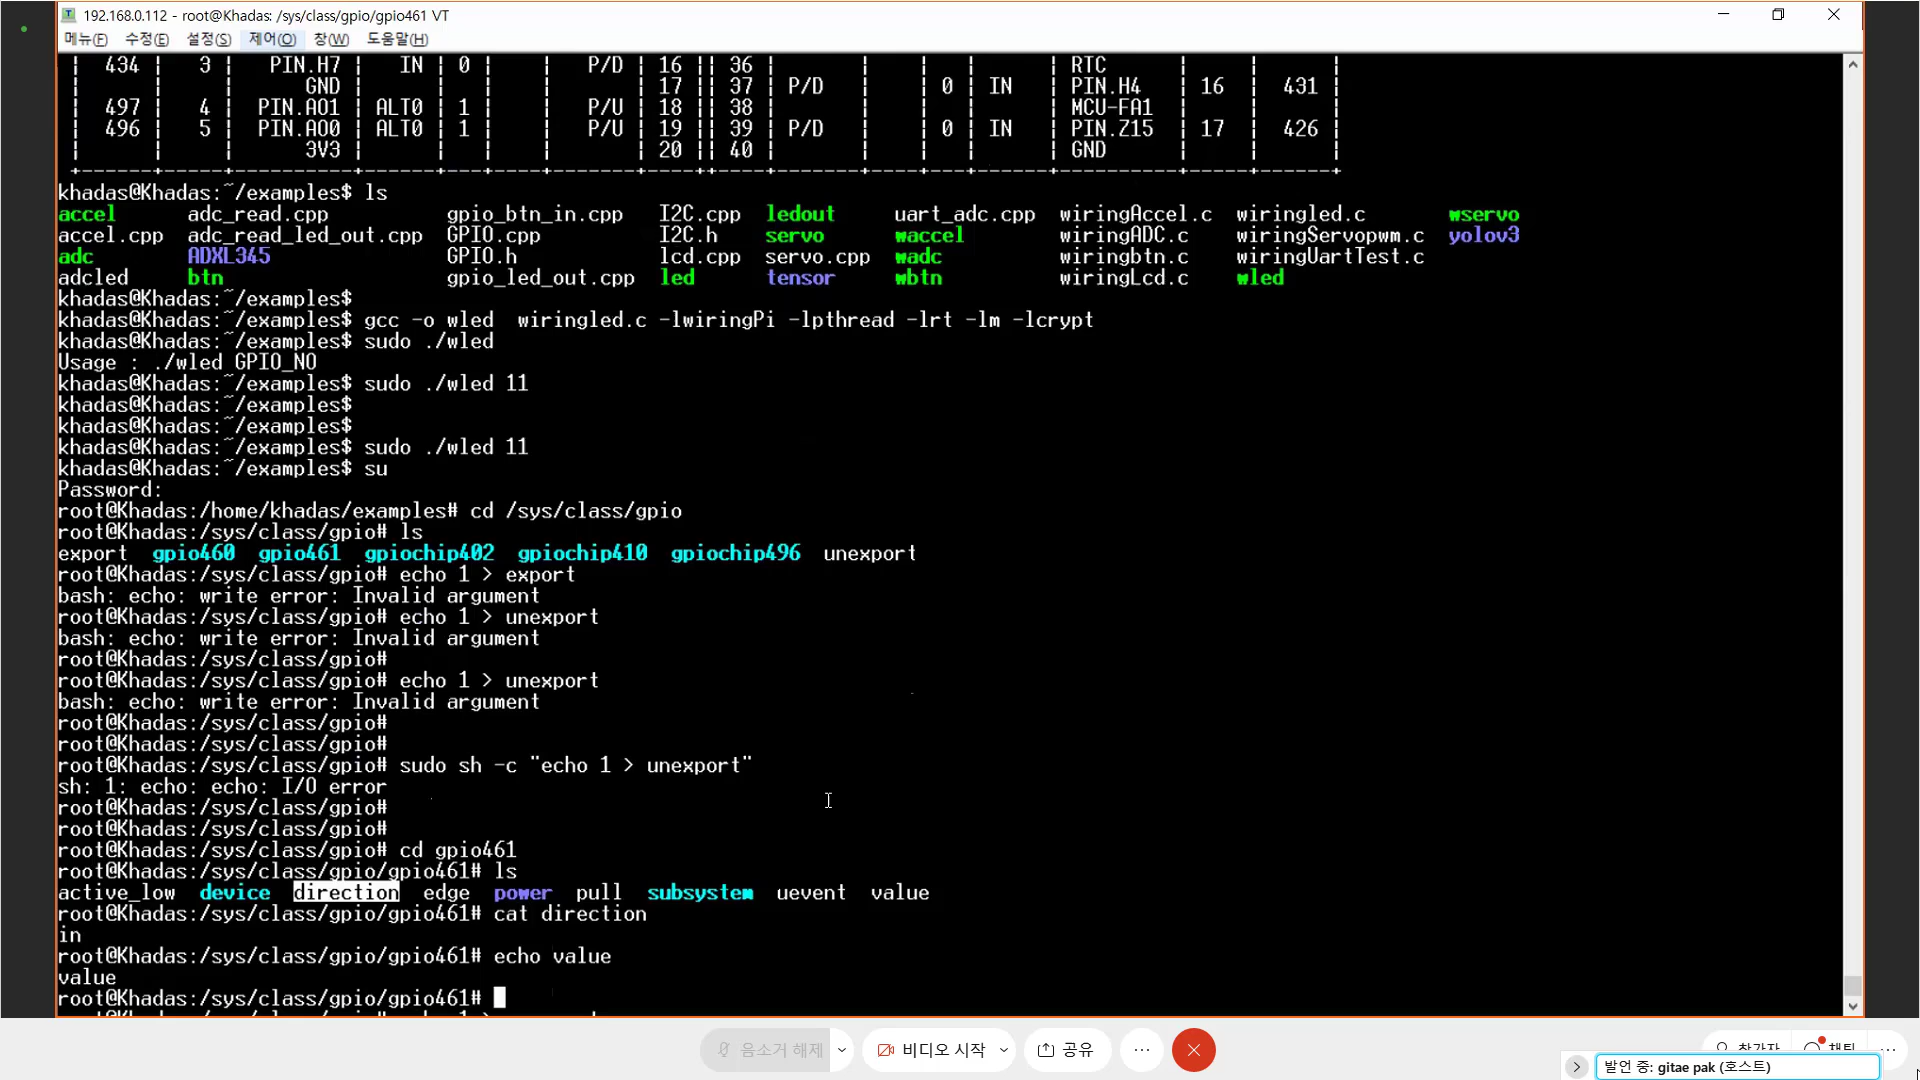 192.168.0.112 - root@Khadas: /sys/class/gpio/gpio461 VT
메뉴(F) 수정(E) 설정(S) 제어(O) 창(W) 도움말(H)
| 434 | 3 | PIN.H7 | IN | 0 | | P/D | 16 || 36 | | | | | RTC | | |
| | | GND | | | | | 17 || 37 | P/D | | 0 | IN | PIN.H4 | 16 | 431 |
| 497 | 4 | PIN.AO1 | ALT0 | 1 | | P/U | 18 || 38 | | | | | MCU-FA1 | | |
| 496 | 5 | PIN.AO0 | ALT0 | 1 | | P/U | 19 || 39 | P/D | | 0 | IN | PIN.Z15 | 17 | 426 |
| | | 3V3 | | | | | 20 || 40 | | | | | GND | | |
+------+-----+----------+------+---+----+------+----++----+-------+----+---+------+----------+-----+------+
khadas@Khadas:~/examples$ ls
accel adc_read.cpp gpio_btn_in.cpp I2C.cpp ledout uart_adc.cpp wiringAccel.c wiringled.c wservo
accel.cpp adc_read_led_out.cpp GPIO.cpp I2C.h servo waccel wiringADC.c wiringServopwm.c yolov3
adc ADXL345 GPIO.h lcd.cpp servo.cpp wadc wiringbtn.c wiringUartTest.c
adcled btn gpio_led_out.cpp led tensor wbtn wiringLcd.c wled
khadas@Khadas:~/examples$
khadas@Khadas:~/examples$ gcc -o wled  wiringled.c -lwiringPi -lpthread -lrt -lm -lcrypt
khadas@Khadas:~/examples$ sudo ./wled
Usage : ./wled GPIO_NO
khadas@Khadas:~/examples$ sudo ./wled 11
khadas@Khadas:~/examples$
khadas@Khadas:~/examples$
khadas@Khadas:~/examples$ sudo ./wled 11
khadas@Khadas:~/examples$ su
Password:
root@Khadas:/home/khadas/examples# cd /sys/class/gpio
root@Khadas:/sys/class/gpio# ls
export gpio460 gpio461 gpiochip402 gpiochip410 gpiochip496 unexport
root@Khadas:/sys/class/gpio# echo 1 > export
bash: echo: write error: Invalid argument
root@Khadas:/sys/class/gpio# echo 1 > unexport
bash: echo: write error: Invalid argument
root@Khadas:/sys/class/gpio#
root@Khadas:/sys/class/gpio# echo 1 > unexport
bash: echo: write error: Invalid argument
root@Khadas:/sys/class/gpio#
root@Khadas:/sys/class/gpio#
root@Khadas:/sys/class/gpio# sudo sh -c "echo 1 > unexport"
sh: 1: echo: echo: I/O error
root@Khadas:/sys/class/gpio#
root@Khadas:/sys/class/gpio#
root@Khadas:/sys/class/gpio# cd gpio461
root@Khadas:/sys/class/gpio/gpio461# ls
active_low device direction edge power pull subsystem uevent value
root@Khadas:/sys/class/gpio/gpio461# cat direction
in
root@Khadas:/sys/class/gpio/gpio461# echo value
value
root@Khadas:/sys/class/gpio/gpio461#
음소거 해제 비디오 시작 공유
발언 중: gitae pak (호스트)